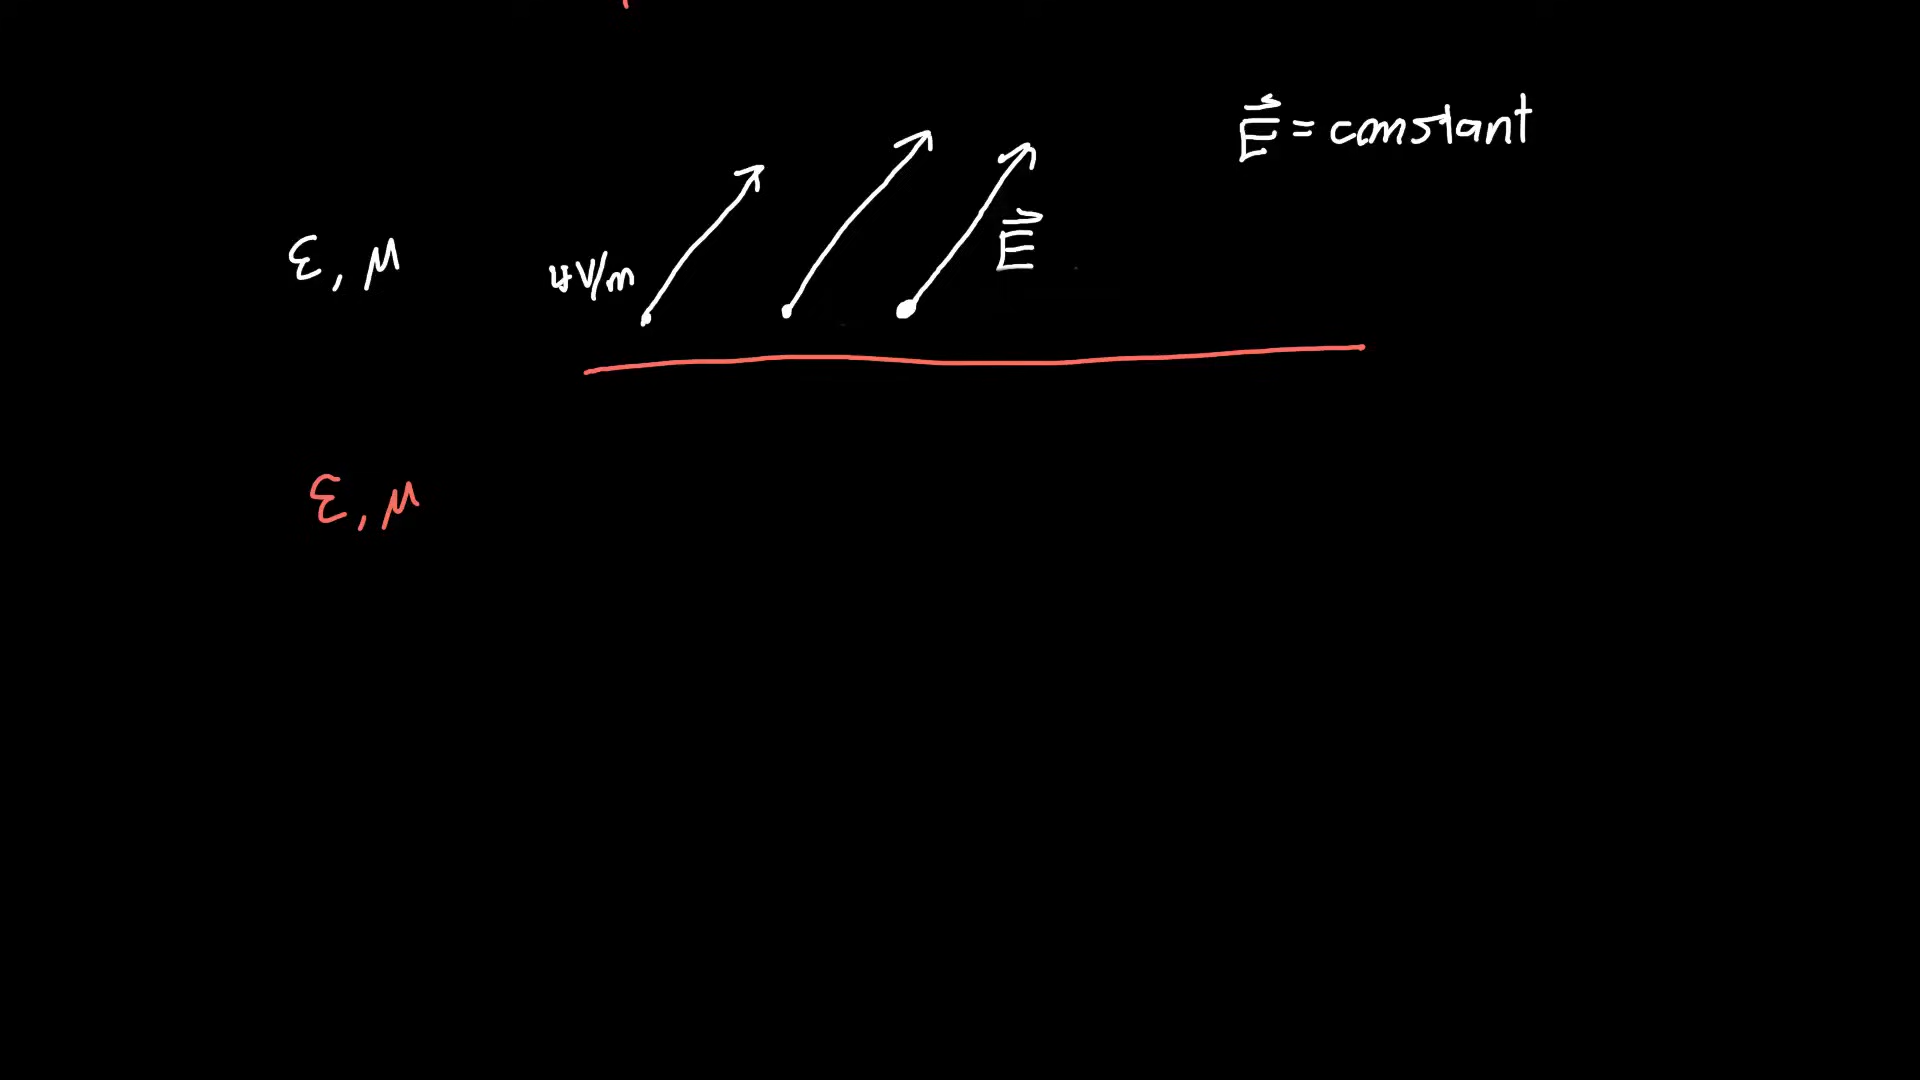 E = constant
ε, μ
4V/m
E
ε, μ